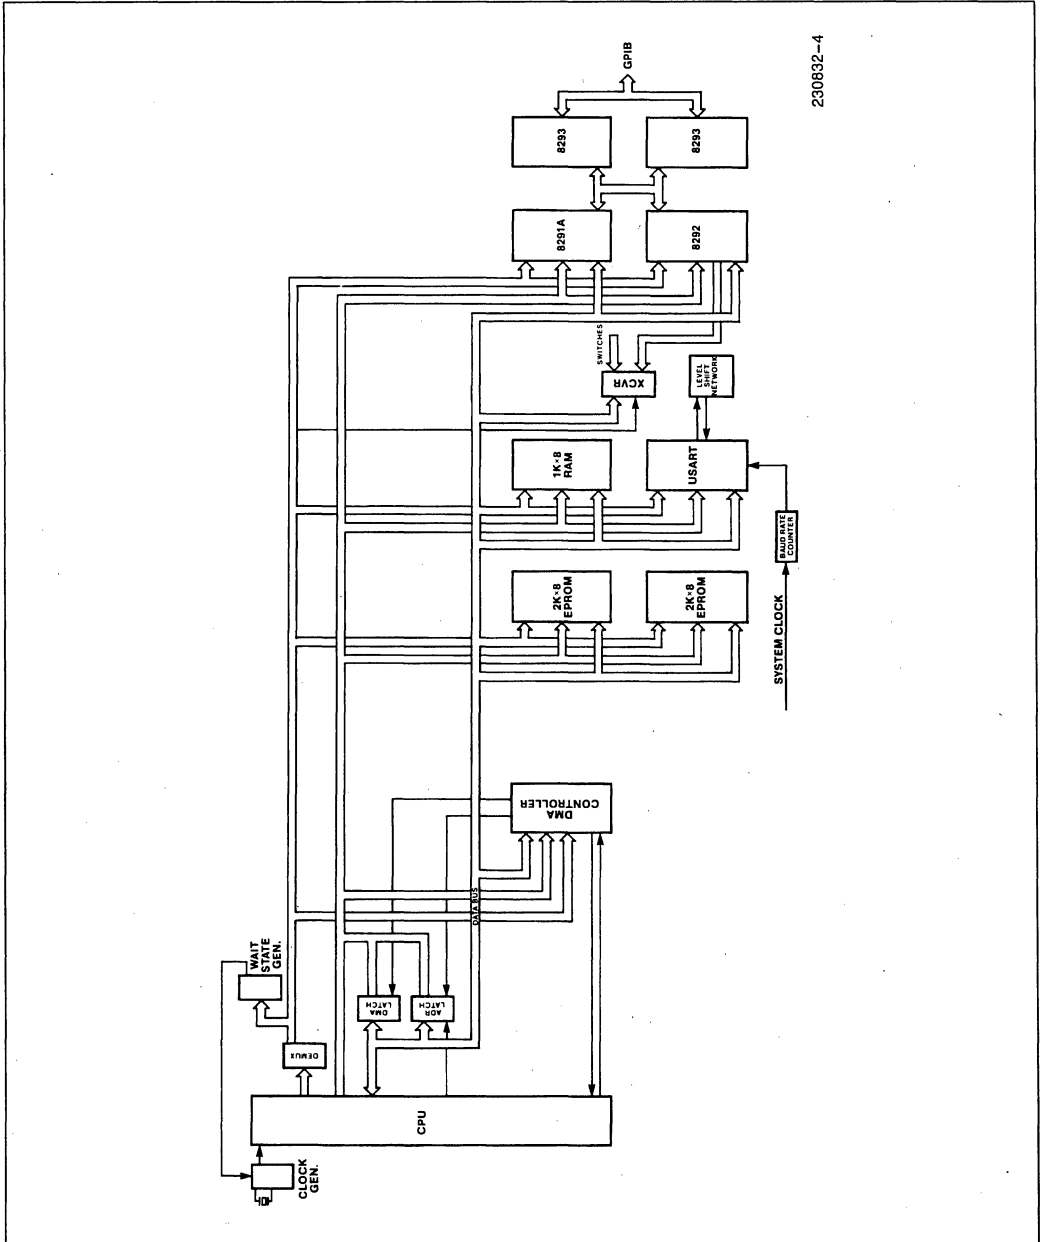 230832-4
GPIB
8293
8293
8291A
8292
SWITCHES
XCVR
LEVEL
SHIFT
NETWORK
1K×8
RAM
USART
BAUD RATE
COUNTER
2K×8
EPROM
2K×8
EPROM
SYSTEM CLOCK
DMA
CONTROLLER
DATA BUS
WAIT
STATE
GEN.
DMA
LATCH
ADR
LATCH
DEMUX
CPU
CLOCK
GEN.